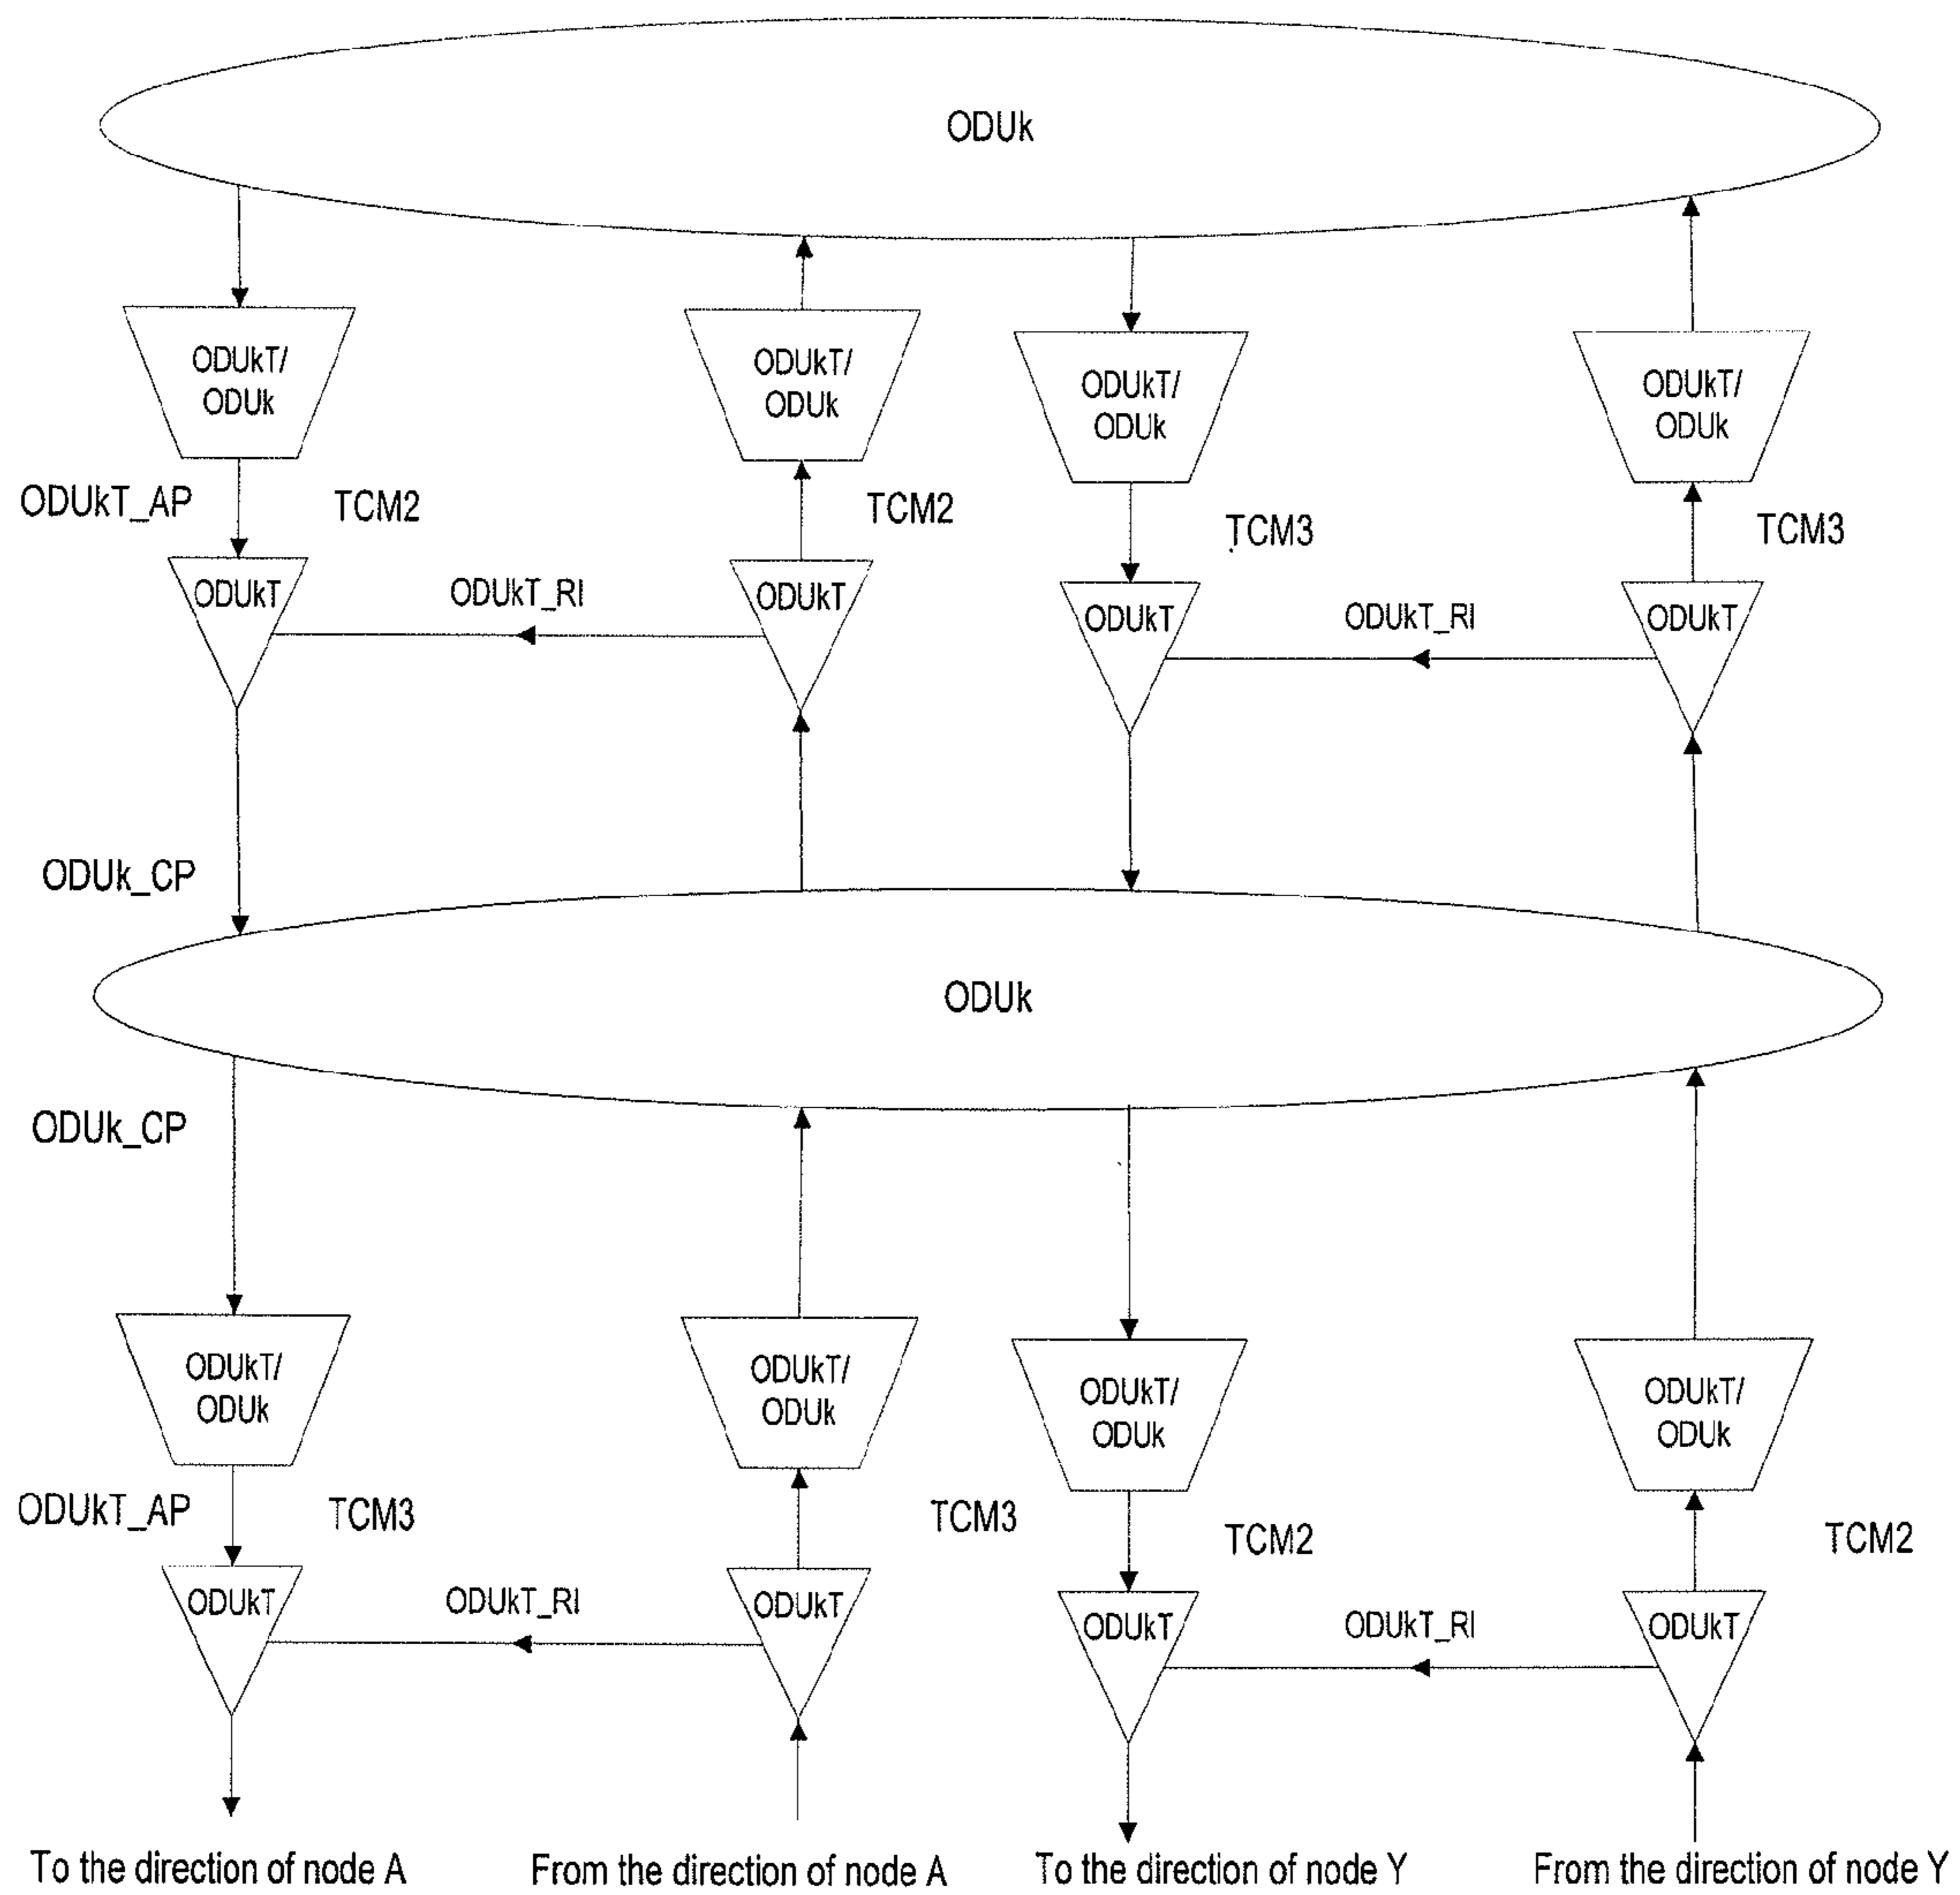 ODUk
ODUkT/
ODUk
ODUkT/
ODUk
ODUkT/
ODUk
ODUkT/
ODUk
ODUkT_AP
TCM2
TCM2
TCM3
TCM3
ODUkT
ODUkT_RI
ODUkT
ODUkT
ODUkT_RI
ODUkT
ODUk_CP
ODUk
ODUk_CP
ODUkT/
ODUk
ODUkT/
ODUk
ODUkT/
ODUk
ODUkT/
ODUk
ODUkT_AP
TCM3
TCM3
TCM2
TCM2
ODUkT
ODUkT_RI
ODUkT
ODUkT
ODUkT_RI
ODUkT
To the direction of node A
From the direction of node A
To the direction of node Y
From the direction of node Y